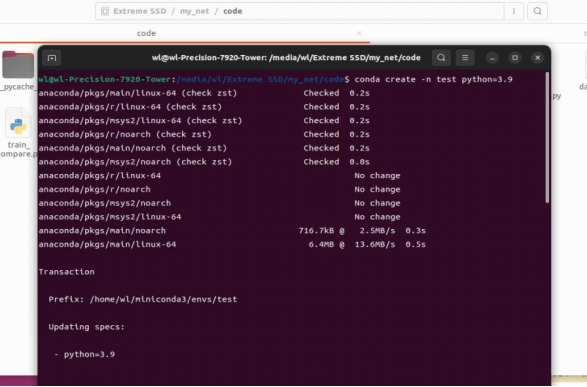 Extreme SSD / my_net / code
code
wl@wl-Precision-7920-Tower: /media/wl/Extreme SSD/my_net/code
wl@wl-Precision-7920-Tower:/media/wl/Extreme SSD/my_net/code$ conda create -n test python=3.9
anaconda/pkgs/main/linux-64 (check zst) Checked 0.2s
anaconda/pkgs/r/linux-64 (check zst) Checked 0.2s
anaconda/pkgs/msys2/linux-64 (check zst) Checked 0.2s
anaconda/pkgs/r/noarch (check zst) Checked 0.2s
anaconda/pkgs/main/noarch (check zst) Checked 0.2s
anaconda/pkgs/msys2/noarch (check zst) Checked 0.0s
anaconda/pkgs/r/linux-64 No change
anaconda/pkgs/r/noarch No change
anaconda/pkgs/msys2/noarch No change
anaconda/pkgs/msys2/linux-64 No change
anaconda/pkgs/main/noarch 716.7kB @ 2.5MB/s 0.3s
anaconda/pkgs/main/linux-64 6.4MB @ 13.6MB/s 0.5s
Transaction
Prefix: /home/wl/miniconda3/envs/test
Updating specs:
- python=3.9
_pycache_
train_
ompare.p
.py
da